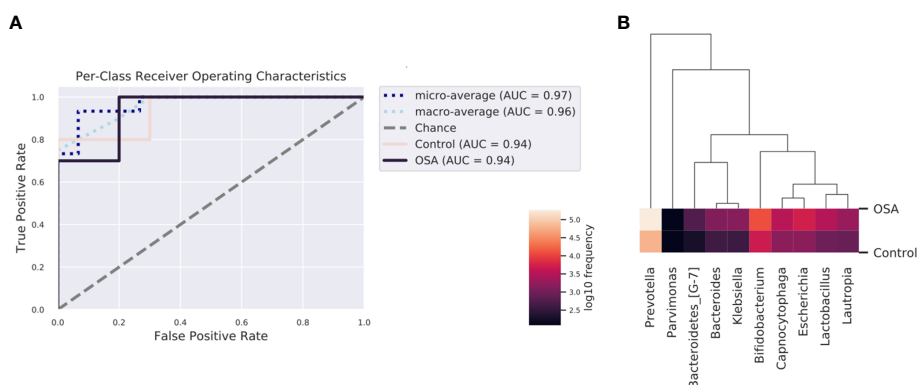 A
B
Per-Class Receiver Operating Characteristics
1.0
0.8
0.6
0.4
0.2
0.0
True Positive Rate
0.0 0.2 0.4 0.6 0.8 1.0
False Positive Rate
micro-average (AUC = 0.97)
macro-average (AUC = 0.96)
Chance
Control (AUC = 0.94)
OSA (AUC = 0.94)
5.0
4.5
4.0
3.5
3.0
2.5
log10 frequency
OSA
Control
Prevotella
Parvimonas
Bacteroidetes_[G-7]
Bacteroides
Klebsiella
Bifidobacterium
Capnocytophaga
Escherichia
Lactobacillus
Lautropia